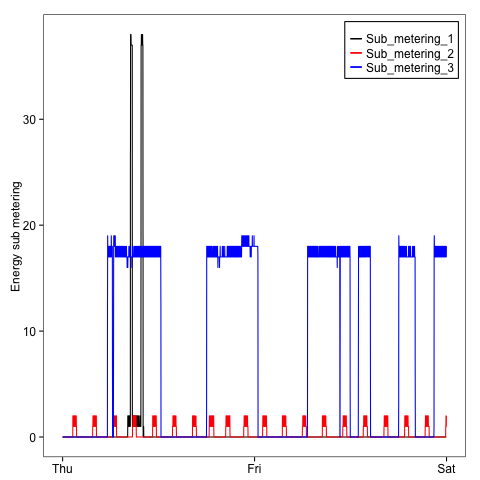 Sub_metering_1
Sub_metering_2
Sub_metering_3
Energy sub metering
30
20
10
0
Thu Fri Sat